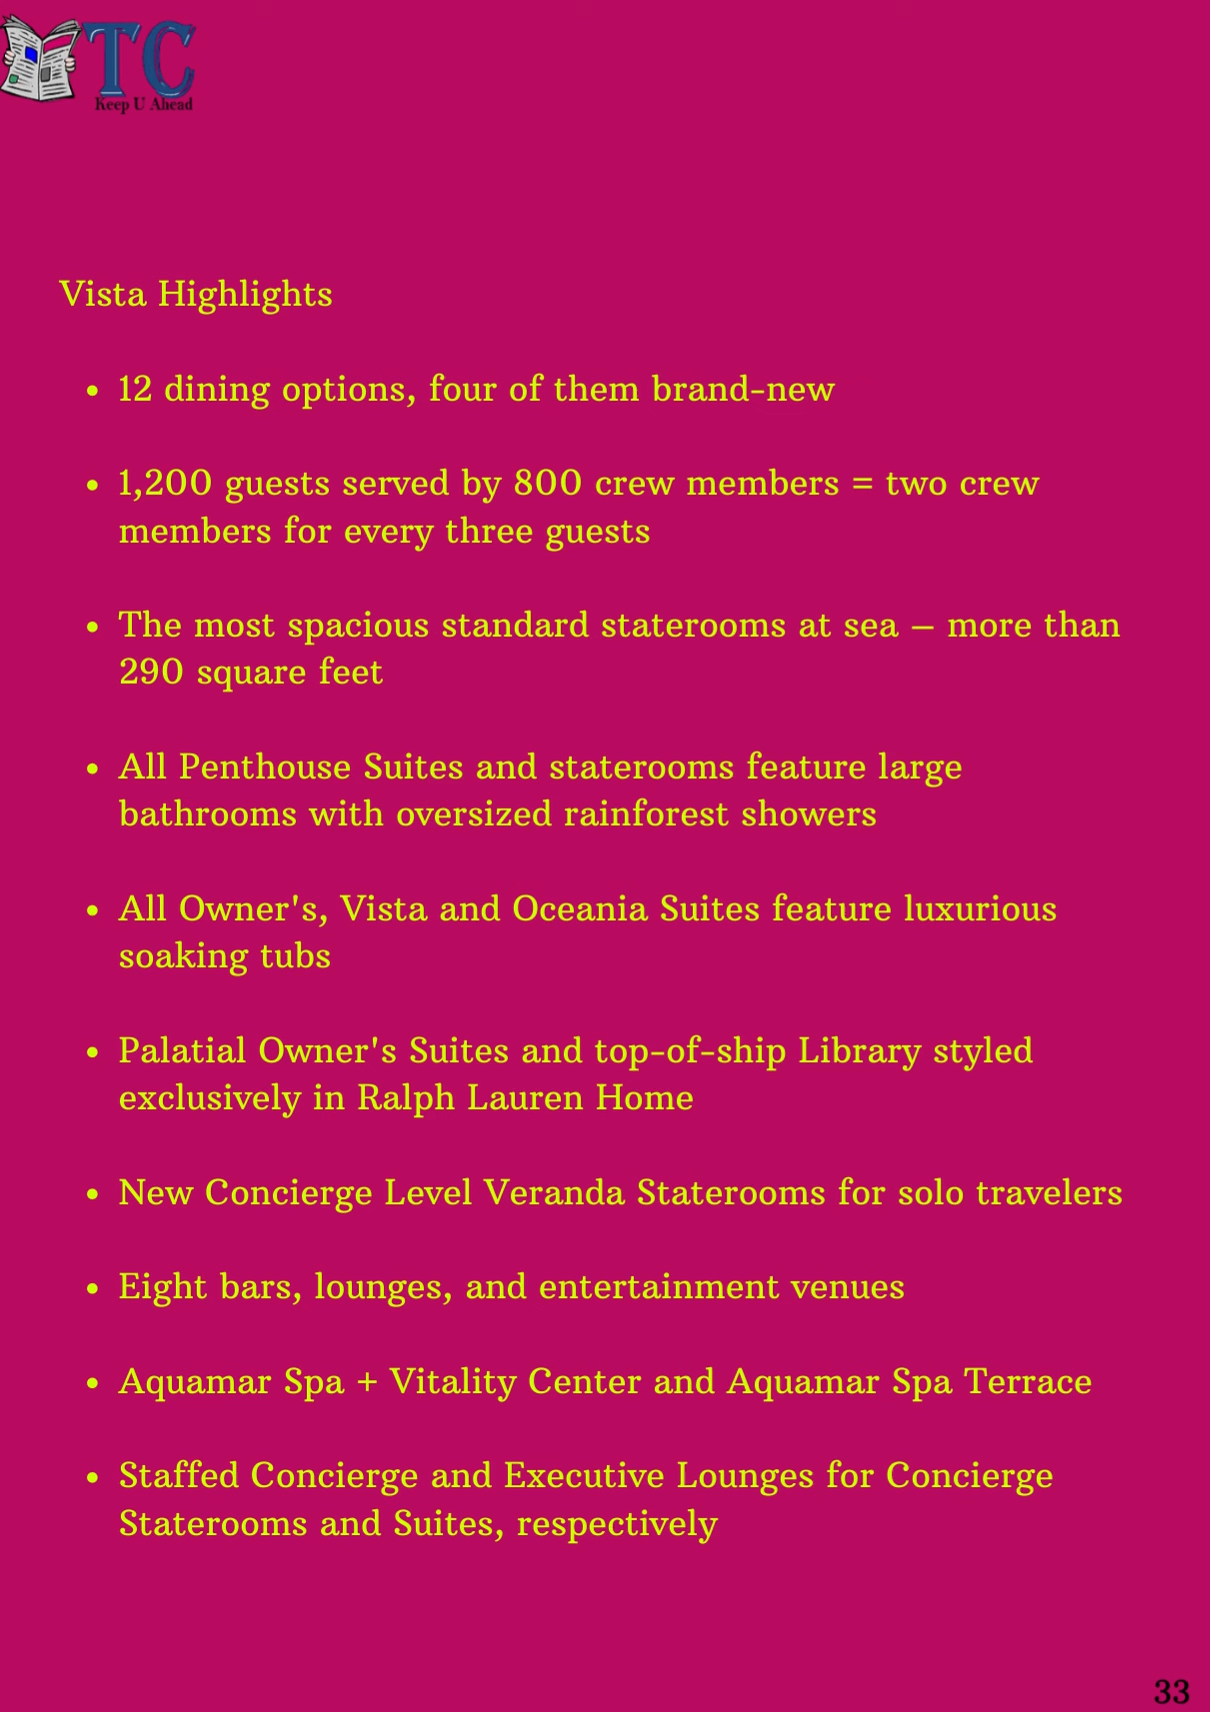 TC
Keep U Ahead
Vista Highlights
• 12 dining options, four of them brand-new
• 1,200 guests served by 800 crew members = two crew
members for every three guests
• The most spacious standard staterooms at sea – more than
290 square feet
• All Penthouse Suites and staterooms feature large
bathrooms with oversized rainforest showers
• All Owner's, Vista and Oceania Suites feature luxurious
soaking tubs
• Palatial Owner's Suites and top-of-ship Library styled
exclusively in Ralph Lauren Home
• New Concierge Level Veranda Staterooms for solo travelers
• Eight bars, lounges, and entertainment venues
• Aquamar Spa + Vitality Center and Aquamar Spa Terrace
• Staffed Concierge and Executive Lounges for Concierge
Staterooms and Suites, respectively
33